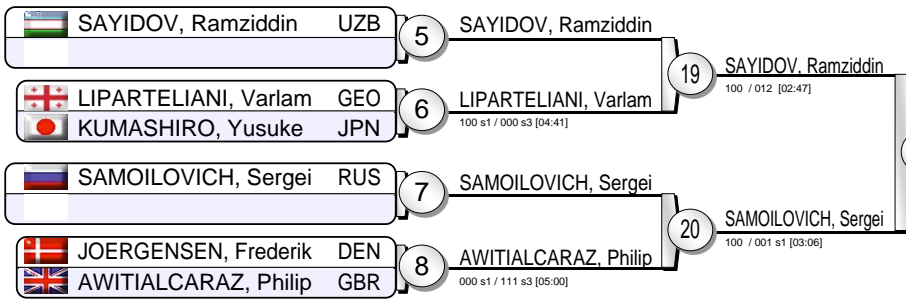 SAYIDOV, Ramziddin UZB
5
SAYIDOV, Ramziddin
LIPARTELIANI, Varlam GEO
KUMASHIRO, Yusuke JPN
6
LIPARTELIANI, Varlam
100 s1 / 000 s3 [04:41]
19
SAYIDOV, Ramziddin
100 / 012 [02:47]
SAMOILOVICH, Sergei RUS
7
SAMOILOVICH, Sergei
JOERGENSEN, Frederik DEN
AWITIALCARAZ, Philip GBR
8
AWITIALCARAZ, Philip
000 s1 / 111 s3 [05:00]
20
SAMOILOVICH, Sergei
100 / 001 s1 [03:06]